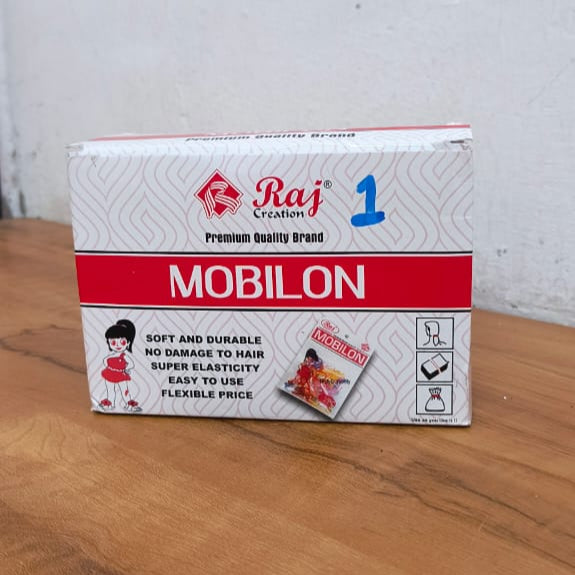 Premium Quality Brand
Raj®
Creation
1
Premium Quality Brand
MOBILON
SOFT AND DURABLE
NO DAMAGE TO HAIR
SUPER ELASTICITY
EASY TO USE
FLEXIBLE PRICE
Raj
MOBILON